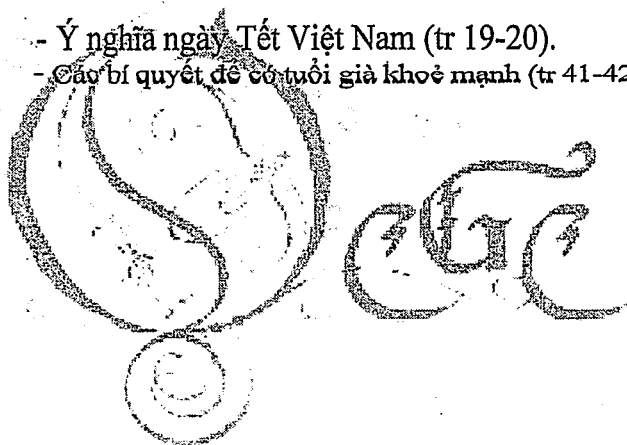 - Ý nghĩa ngày Tết Việt Nam (tr 19-20).
- Các bí quyết để có tuổi già khoẻ mạnh (tr 41-42